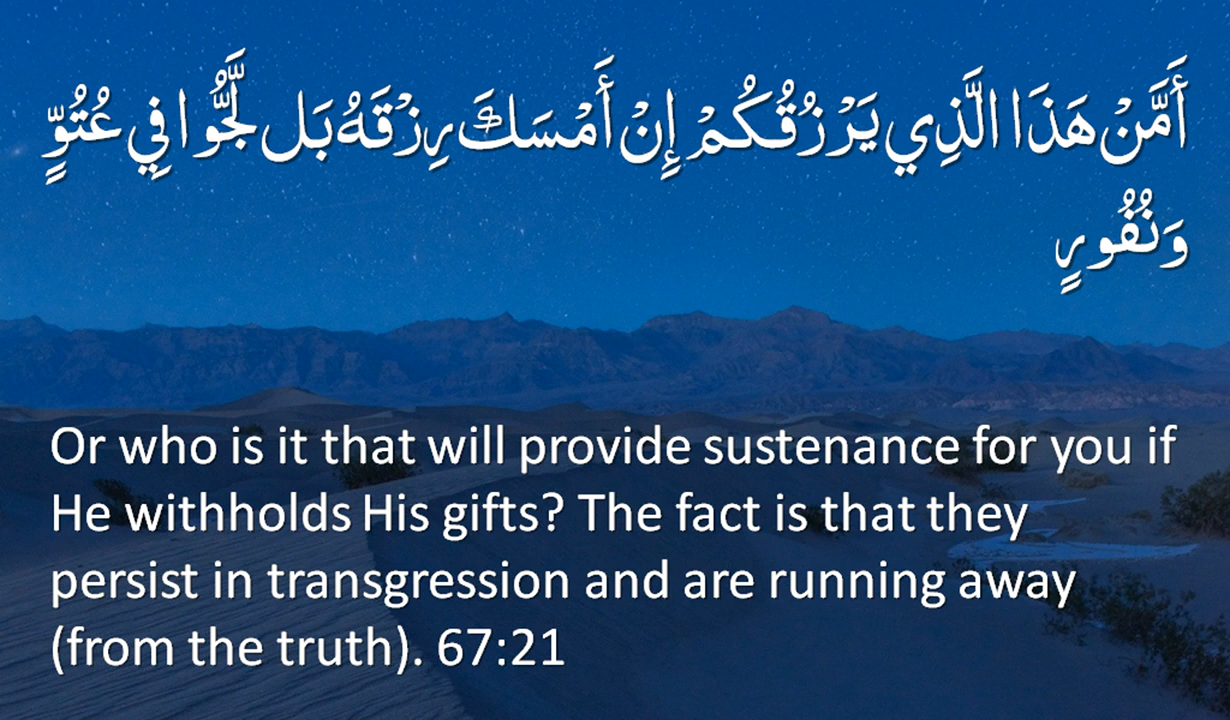 أَمَّنْ هَذَا الَّذِي يَرْزُقُكُمْ إِنْ أَمْسَكَ رِزْقَهُ بَل لَّجُّوا فِي عُتُوٍّ
وَنُفُورٍ
Or who is it that will provide sustenance for you if
He withholds His gifts? The fact is that they
persist in transgression and are running away
(from the truth). 67:21